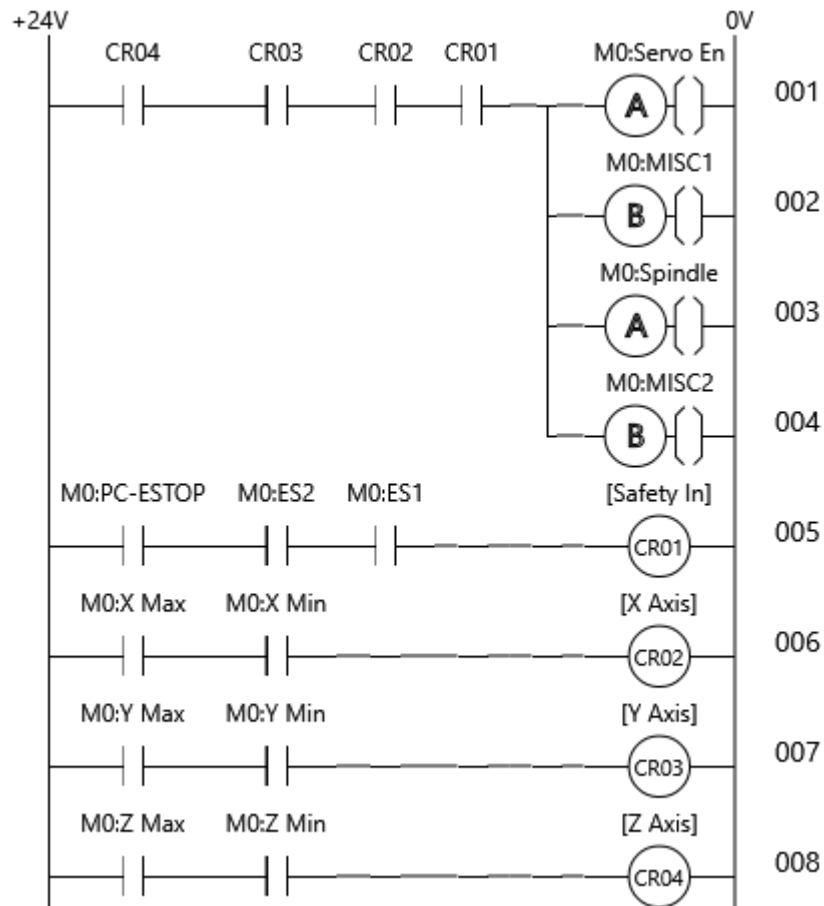 +24V 0V
CR04 CR03 CR02 CR01 M0:Servo En
A 001
M0:MISC1
B 002
M0:Spindle
A 003
M0:MISC2
B 004
M0:PC-ESTOP M0:ES2 M0:ES1 [Safety In]
CR01 005
M0:X Max M0:X Min [X Axis]
CR02 006
M0:Y Max M0:Y Min [Y Axis]
CR03 007
M0:Z Max M0:Z Min [Z Axis]
CR04 008